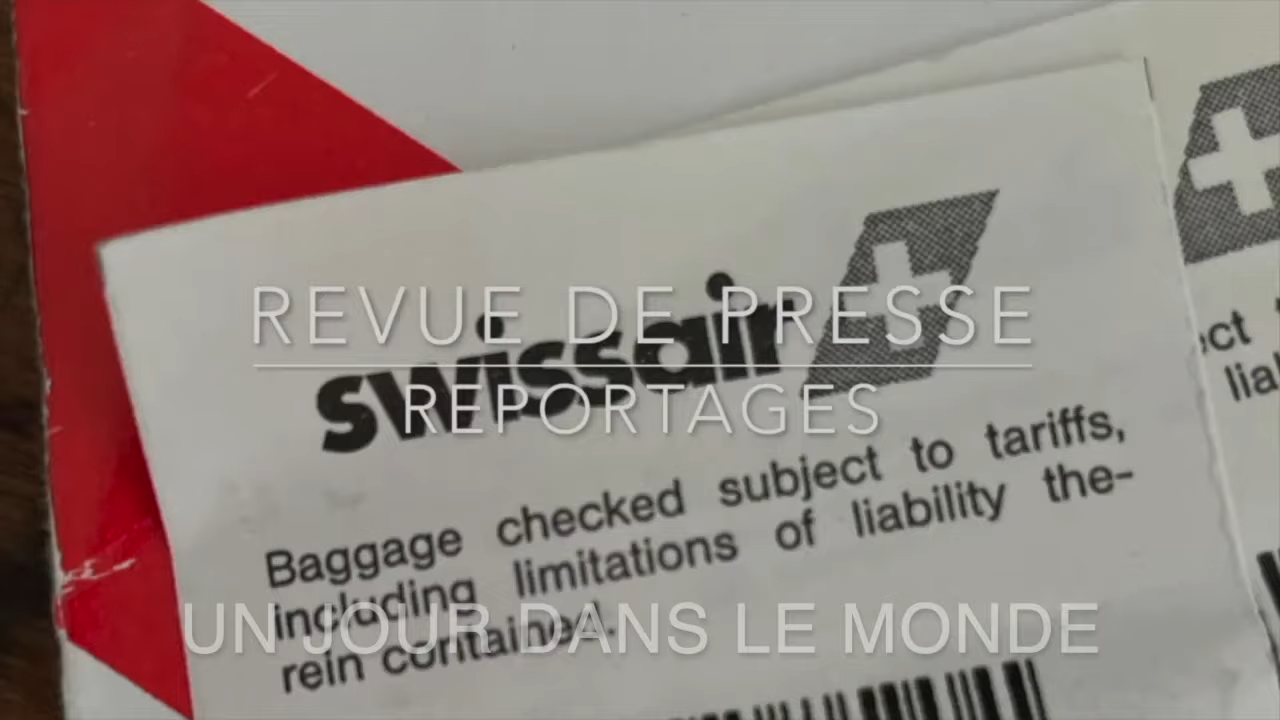 REVUE DE PRESSE
swissair
REPORTAGES
Baggage checked subject to tariffs,
including limitations of liability the-
rein contained.
UN JOUR DANS LE MONDE
ct
lia